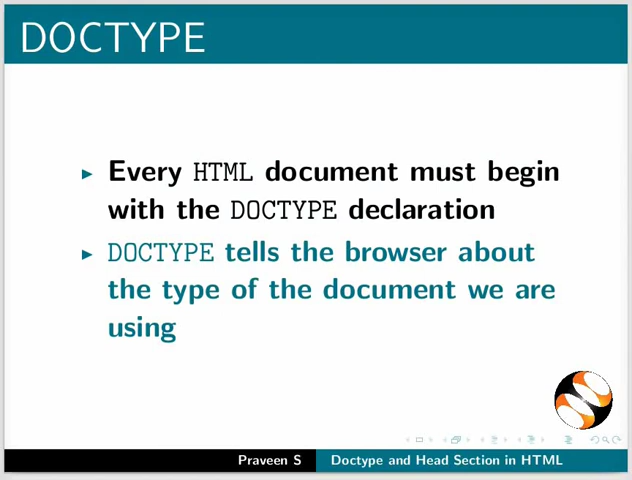 DOCTYPE
Every HTML document must begin
with the DOCTYPE declaration
DOCTYPE tells the browser about
the type of the document we are
using
Praveen S Doctype and Head Section in HTML